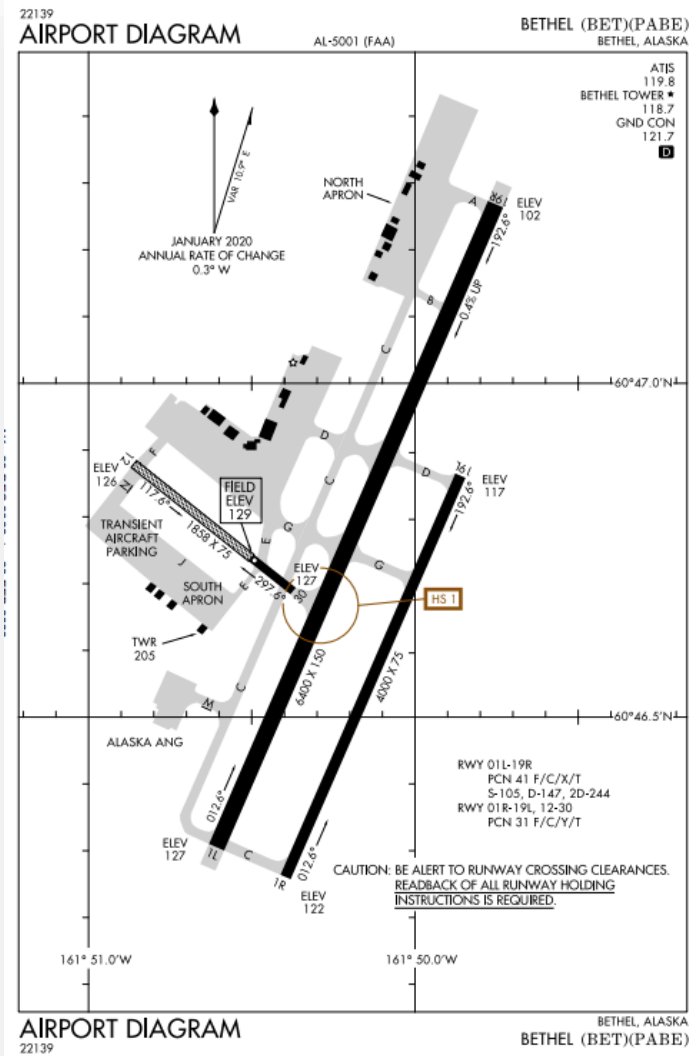 22139
AIRPORT DIAGRAM
AL-5001 (FAA)
BETHEL (BET)(PABE)
BETHEL, ALASKA
ATIS
119.8
BETHEL TOWER ★
118.7
GND CON
121.7
D
VAR 10.9° E
JANUARY 2020
ANNUAL RATE OF CHANGE
0.3° W
NORTH
APRON
A
19R
ELEV
102
192.6°
B
0.4% UP
C
60°47.0'N
D
C
D
19L
ELEV
117
192.6°
F
12
ELEV
126
117.6°
1858 X 75
FIELD
ELEV
129
G
E
G
TRANSIENT
AIRCRAFT
PARKING
J
ELEV
127
30
297.6°
E
SOUTH
APRON
HS 1
TWR
205
6400 X 150
4000 X 75
C
M
60°46.5'N
ALASKA ANG
RWY 01L-19R
PCN 41 F/C/X/T
S-105, D-147, 2D-244
RWY 01R-19L, 12-30
PCN 31 F/C/Y/T
012.6°
ELEV
127
1L
C
1R
012.6°
ELEV
122
CAUTION: BE ALERT TO RUNWAY CROSSING CLEARANCES.
READBACK OF ALL RUNWAY HOLDING
INSTRUCTIONS IS REQUIRED.
161° 51.0'W
161° 50.0'W
AIRPORT DIAGRAM
22139
BETHEL, ALASKA
BETHEL (BET)(PABE)